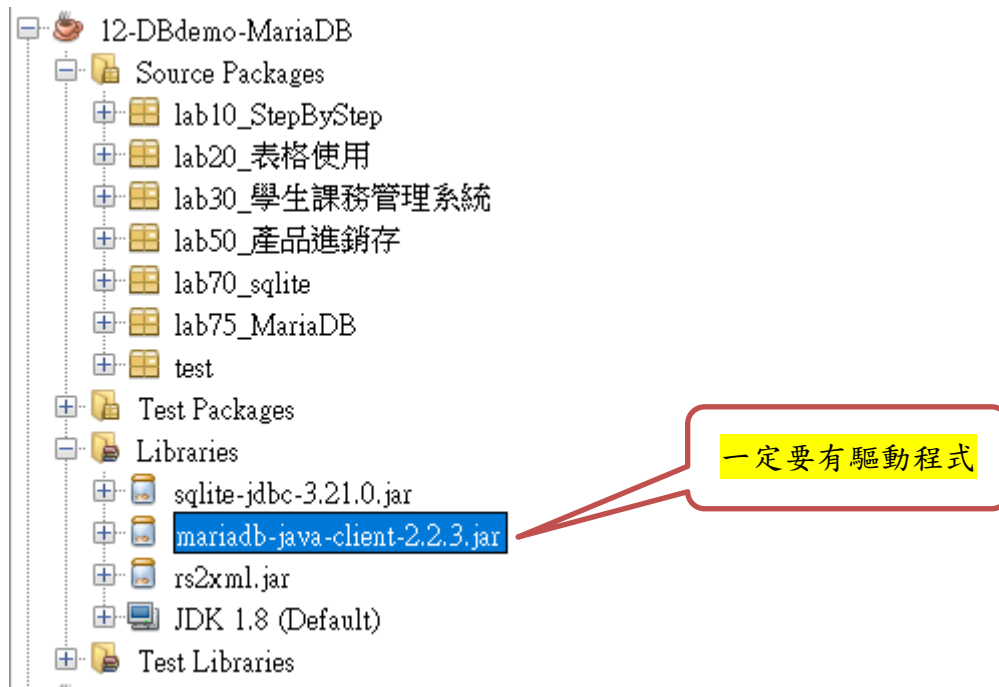 12-DBdemo-MariaDB
Source Packages
lab10_StepByStep
lab20_表格使用
lab30_學生課務管理系統
lab50_產品進銷存
lab70_sqlite
lab75_MariaDB
test
Test Packages
Libraries
一定要有驅動程式
sqlite-jdbc-3.21.0.jar
mariadb-java-client-2.2.3.jar
rs2xml.jar
JDK 1.8 (Default)
Test Libraries